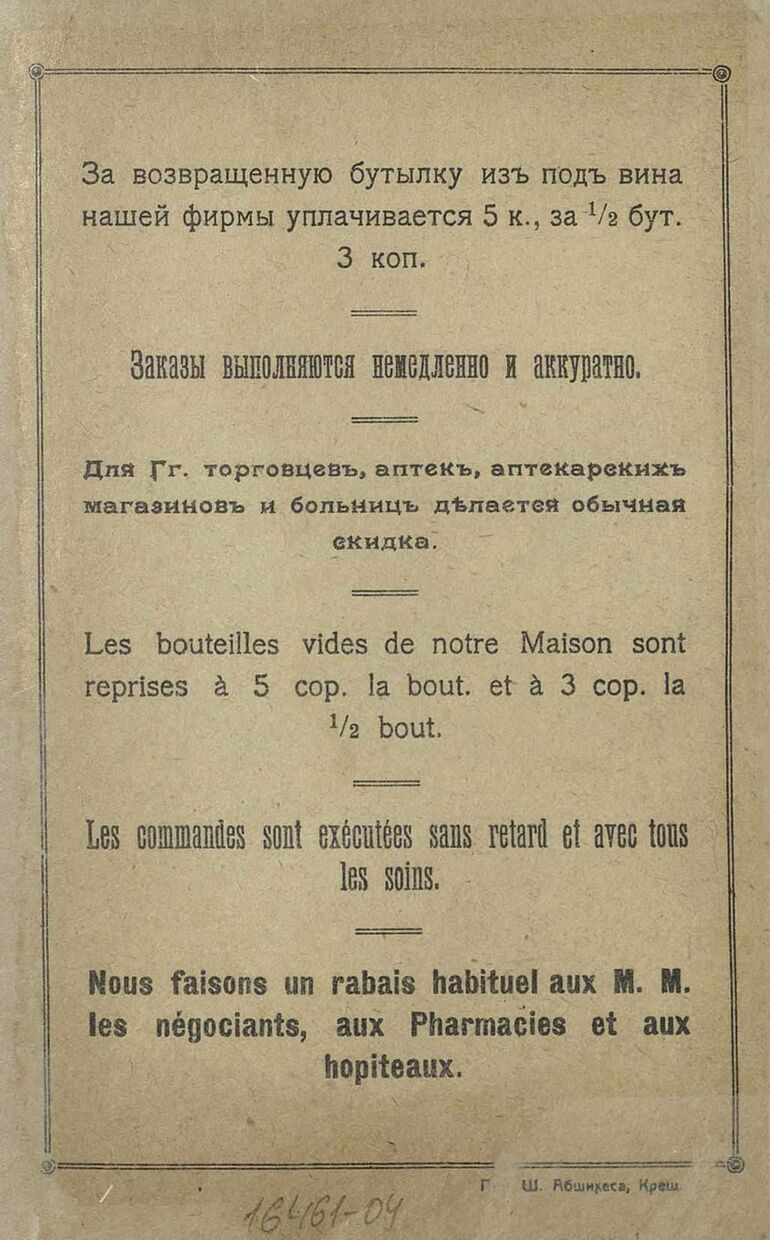 За возвращенную бутылку изъ подъ вина
нашей фирмы уплачивается 5 к., за 1/2 бут.
3 коп.
Заказы выполняются немедленно и аккуратно.
Для Гг. торговцевъ, аптекъ, аптекарскихъ
магазиновъ и больницъ дѣлается обычная
скидка.
Les bouteilles vides de notre Maison sont
reprises à 5 cop. la bout. et à 3 cop. la
1/2 bout.
Les commandes sont exécutées sans retard et avec tous
les soins.
Nous faisons un rabais habituel aux M. M.
les négociants, aux Pharmacies et aux
hopiteaux.
Ш. Абшикеса, Креш.
16461-04